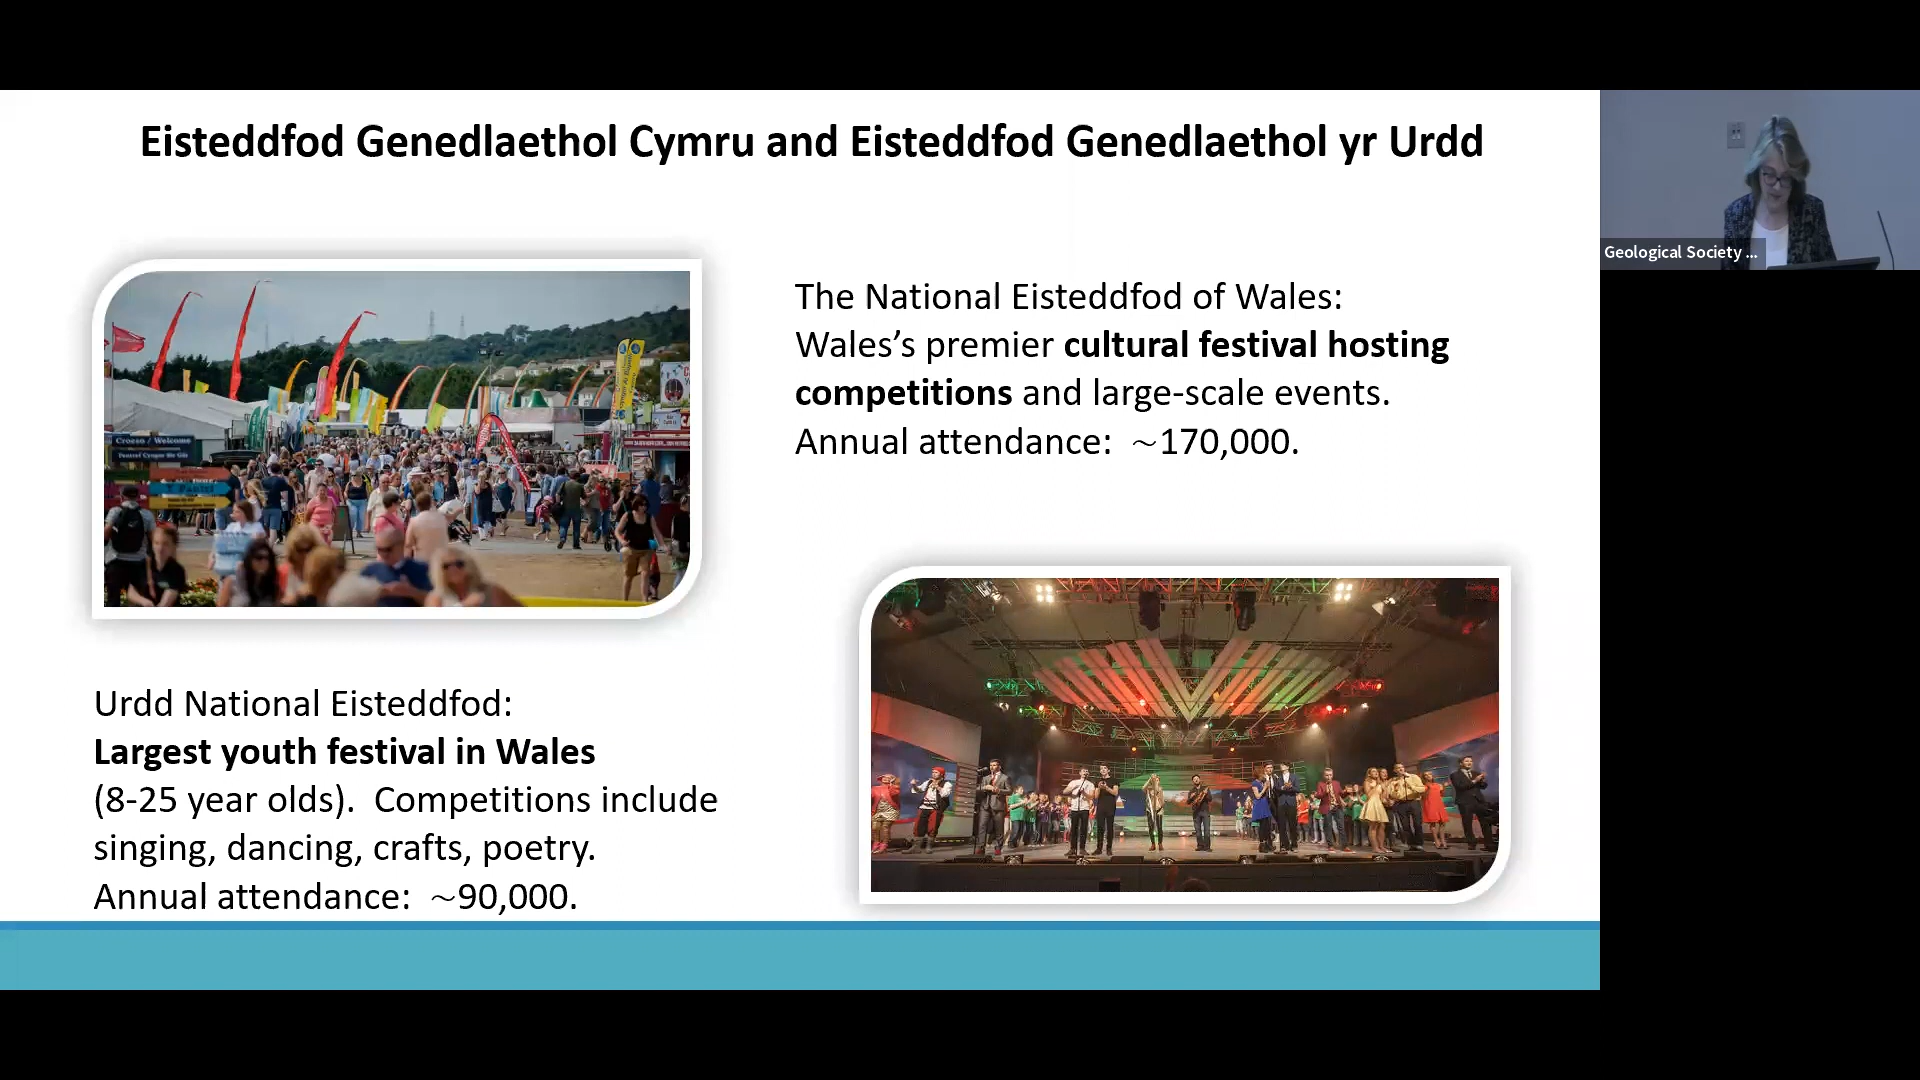 Eisteddfod Genedlaethol Cymru and Eisteddfod Genedlaethol yr Urdd
Geological Society ...
The National Eisteddfod of Wales:
Wales’s premier cultural festival hosting
competitions and large-scale events.
Annual attendance: ~170,000.
Croeso / Welcome
Urdd National Eisteddfod:
Largest youth festival in Wales
(8-25 year olds). Competitions include
singing, dancing, crafts, poetry.
Annual attendance: ~90,000.